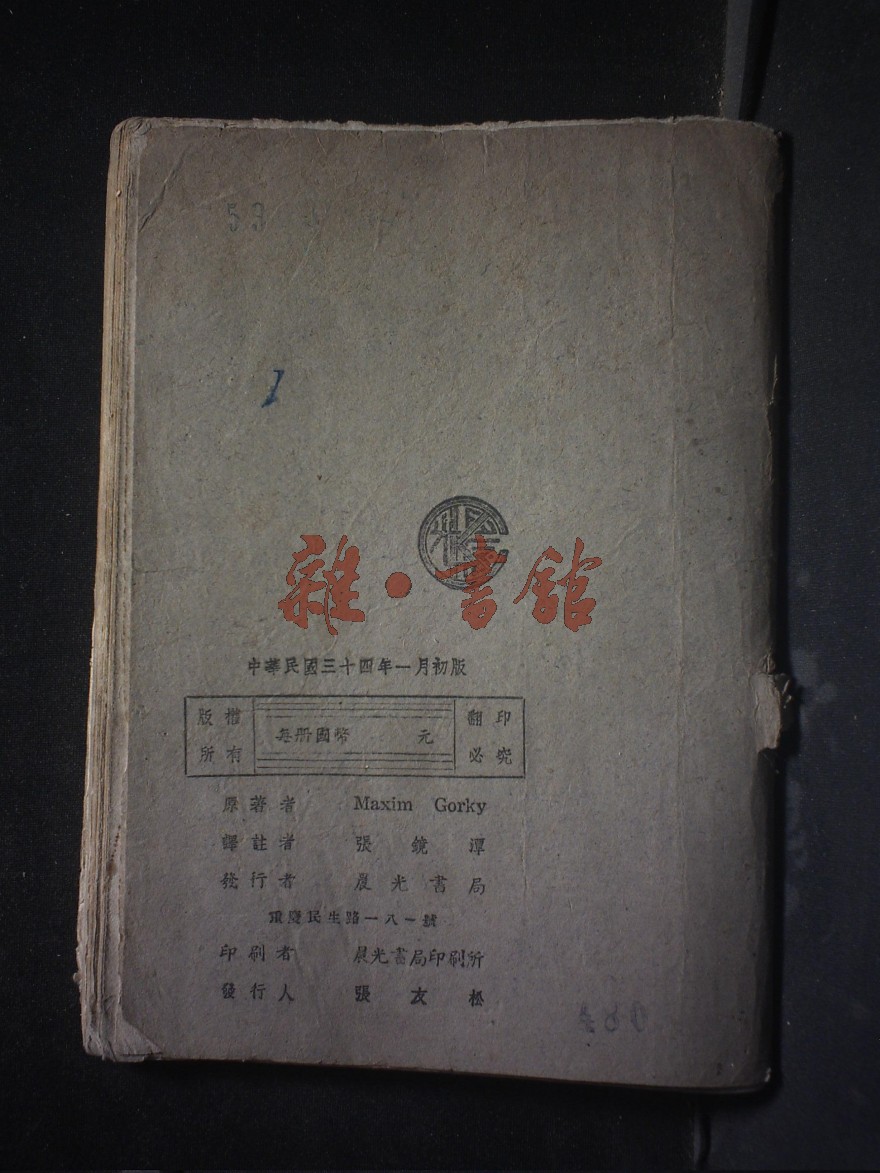 53
1
雜·書館
中華民國三十四年一月初版
版權所有
每册國幣 元
翻印必究
原著者 Maxim Gorky
譯註者 張鏡潭
發行者 晨光書局
重慶民生路一八一號
印刷者 晨光書局印刷所
發行人 張友松